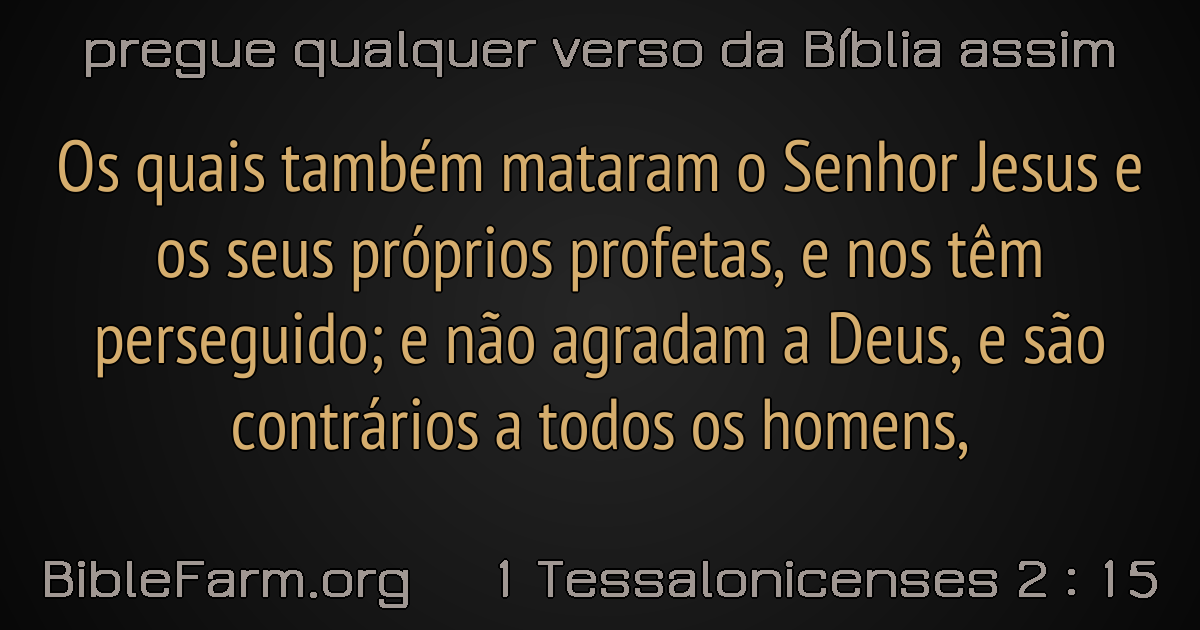 pregue qualquer verso da Bíblia assim
Os quais também mataram o Senhor Jesus e
os seus próprios profetas, e nos têm
perseguido; e não agradam a Deus, e são
contrários a todos os homens,
BibleFarm.org 1 Tessalonicenses 2 : 15